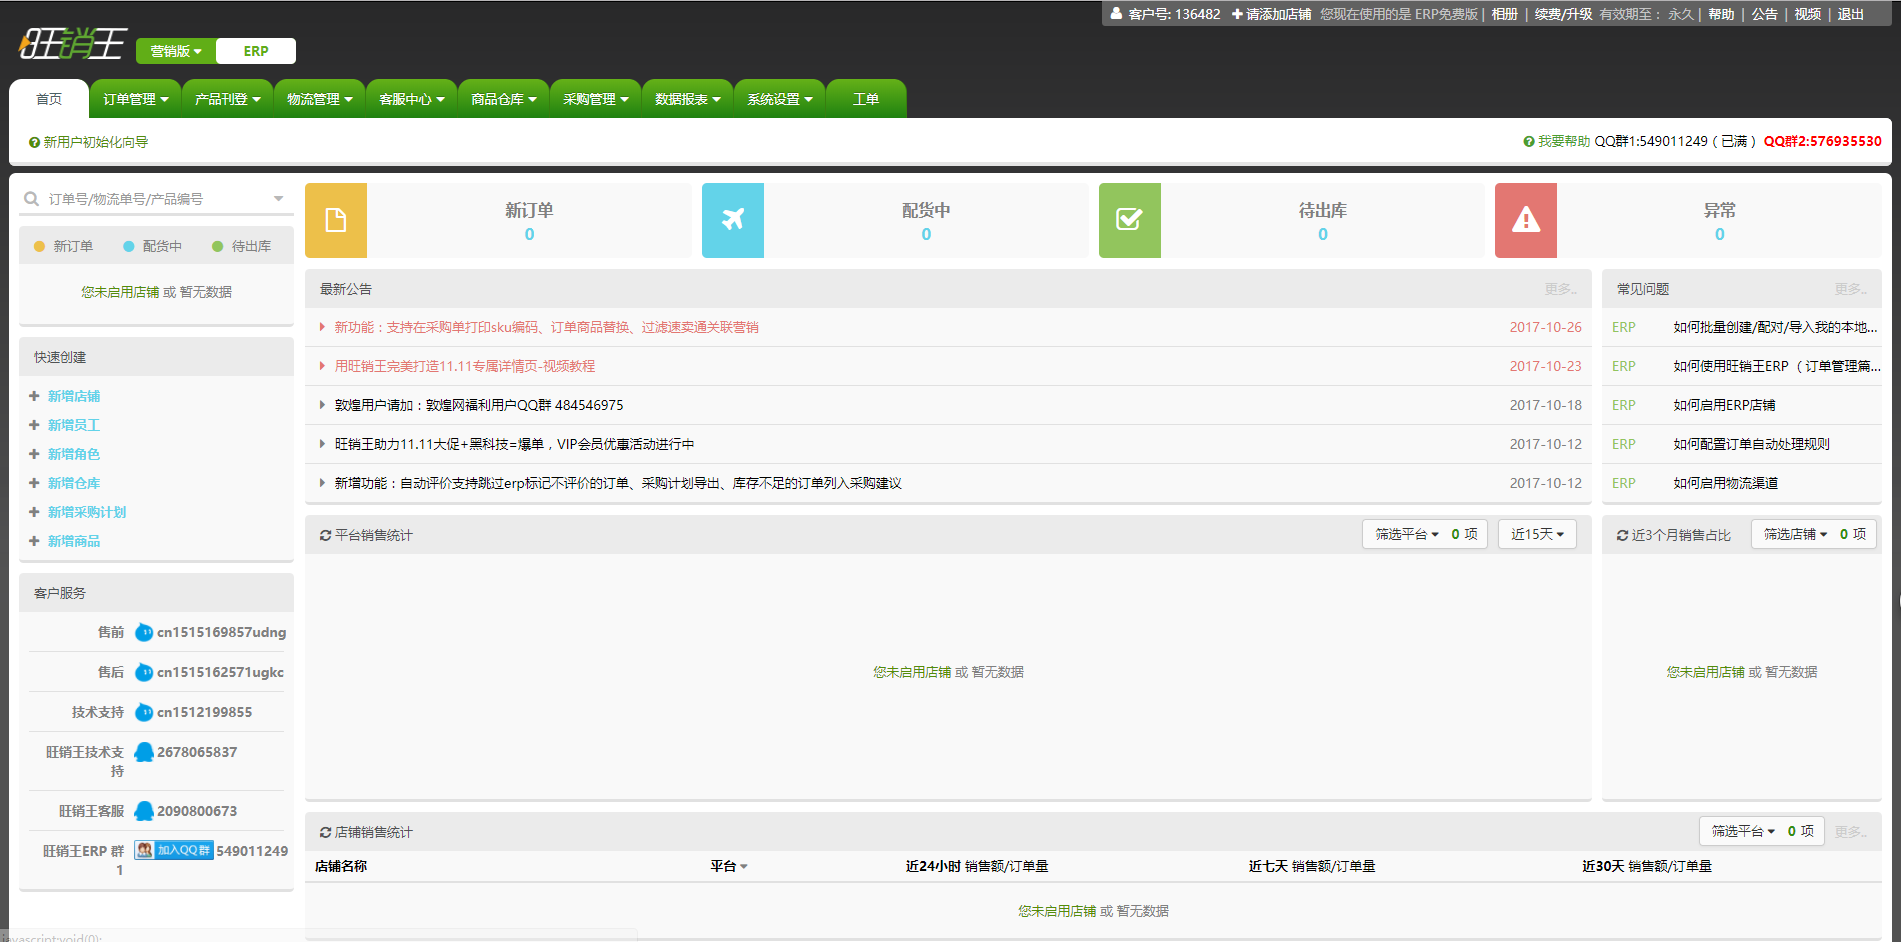 客户号: 136482 请添加店铺 您现在使用的是 ERP免费版 | 相册 | 续费/升级 有效期至： 永久 | 帮助 | 公告 | 视频 | 退出
旺销王 营销版 ERP
首页 订单管理 产品刊登 物流管理 客服中心 商品仓库 采购管理 数据报表 系统设置 工单
新用户初始化向导 我要帮助 QQ群1:549011249（已满） QQ群2:576935530
订单号/物流单号/产品编号
新订单 配货中 待出库
您未启用店铺 或 暂无数据
快速创建
新增店铺
新增员工
新增角色
新增仓库
新增采购计划
新增商品
客户服务
售前 cn1515169857udng
售后 cn1515162571ugkc
技术支持 cn1512199855
旺销王技术支
持 2678065837
旺销王客服 2090800673
旺销王ERP 群
1 加入QQ群 549011249
新订单
0
配货中
0
待出库
0
异常
0
最新公告 更多..
新功能：支持在采购单打印sku编码、订单商品替换、过滤速卖通关联营销 2017-10-26
用旺销王完美打造11.11专属详情页-视频教程 2017-10-23
敦煌用户请加：敦煌网福利用户QQ群 484546975 2017-10-18
旺销王助力11.11大促+黑科技=爆单，VIP会员优惠活动进行中 2017-10-12
新增功能：自动评价支持跳过erp标记不评价的订单、采购计划导出、库存不足的订单列入采购建议 2017-10-12
常见问题 更多..
ERP 如何批量创建/配对/导入我的本地...
ERP 如何使用旺销王ERP（订单管理篇...
ERP 如何启用ERP店铺
ERP 如何配置订单自动处理规则
ERP 如何启用物流渠道
平台销售统计 筛选平台 0 项 近15天
您未启用店铺 或 暂无数据
近3个月销售占比 筛选店铺 0 项
您未启用店铺 或 暂无数据
店铺销售统计 筛选平台 0 项 更多..
店铺名称 平台 近24小时 销售额/订单量 近七天 销售额/订单量 近30天 销售额/订单量
您未启用店铺 或 暂无数据
javascript:void(0);